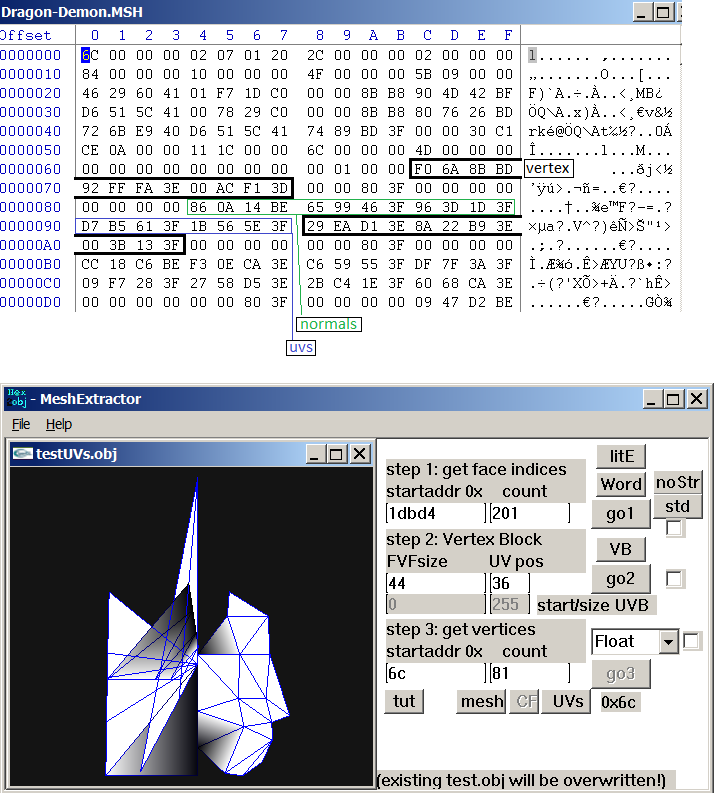 Dragon-Demon.MSH
Offset 0 1 2 3 4 5 6 7 8 9 A B C D E F
0000000 6C 00 00 00 02 07 01 20 2C 00 00 00 02 00 00 00 l...... ,.......
0000010 84 00 00 00 10 00 00 00 4F 00 00 00 5B 09 00 00 „.......O...[...
0000020 46 29 60 41 01 F7 1D C0 00 00 8B B8 90 4D 42 BF F)`A.÷.À..‹¸.MB¿
0000030 D6 51 5C 41 00 78 29 C0 00 00 8B B8 80 76 26 BD ÖQ\A.x)À..‹¸€v&½
0000040 72 6B E9 40 D6 51 5C 41 74 89 BD 3F 00 00 30 C1 rké@ÖQ\At‰½?..0Á
0000050 CE 0A 00 00 11 1C 00 00 6C 00 00 00 4D 00 00 00 Î.......l...M...
0000060 00 00 00 00 00 00 00 00 00 01 00 00 F0 6A 8B BD vertex ...ðj‹½
0000070 92 FF FA 3E 00 AC F1 3D 00 00 80 3F 00 00 00 00 ’ÿú>.¬ñ=..€?....
0000080 00 00 00 00 86 0A 14 BE 65 99 46 3F 96 3D 1D 3F ....†..¾e™F?–=.?
0000090 D7 B5 61 3F 1B 56 5E 3F 29 EA D1 3E 8A 22 B9 3E ×µa?.V^?)êÑ>Š"¹>
00000A0 00 3B 13 3F 00 00 00 00 00 00 80 3F 00 00 00 00 .;.?......€?....
00000B0 CC 18 C6 BE F3 0E CA 3E C6 59 55 3F DF 7F 3A 3F Ì.Æ¾ó.Ê>ÆYU?ß.:?
00000C0 09 F7 28 3F 27 58 D5 3E 2B C4 1E 3F 60 68 CA 3E .÷(?'XÕ>+Ä.?`hÊ>
00000D0 00 00 00 00 00 00 80 3F 00 00 00 00 09 47 D2 BE ......€?.....GÒ¾
normals
uvs
Hex obj - MeshExtractor
File Help
testUVs.obj
step 1: get face indices
startaddr 0x count
1dbd4 201
litE
Word noStr
go1 std
step 2: Vertex Block
FVFsize UV pos
44 36
0 255 start/size UVB
VB
go2
step 3: get vertices
startaddr 0x count
6c 81
Float
go3
tut mesh CF UVs 0x6c
(existing test.obj will be overwritten!)